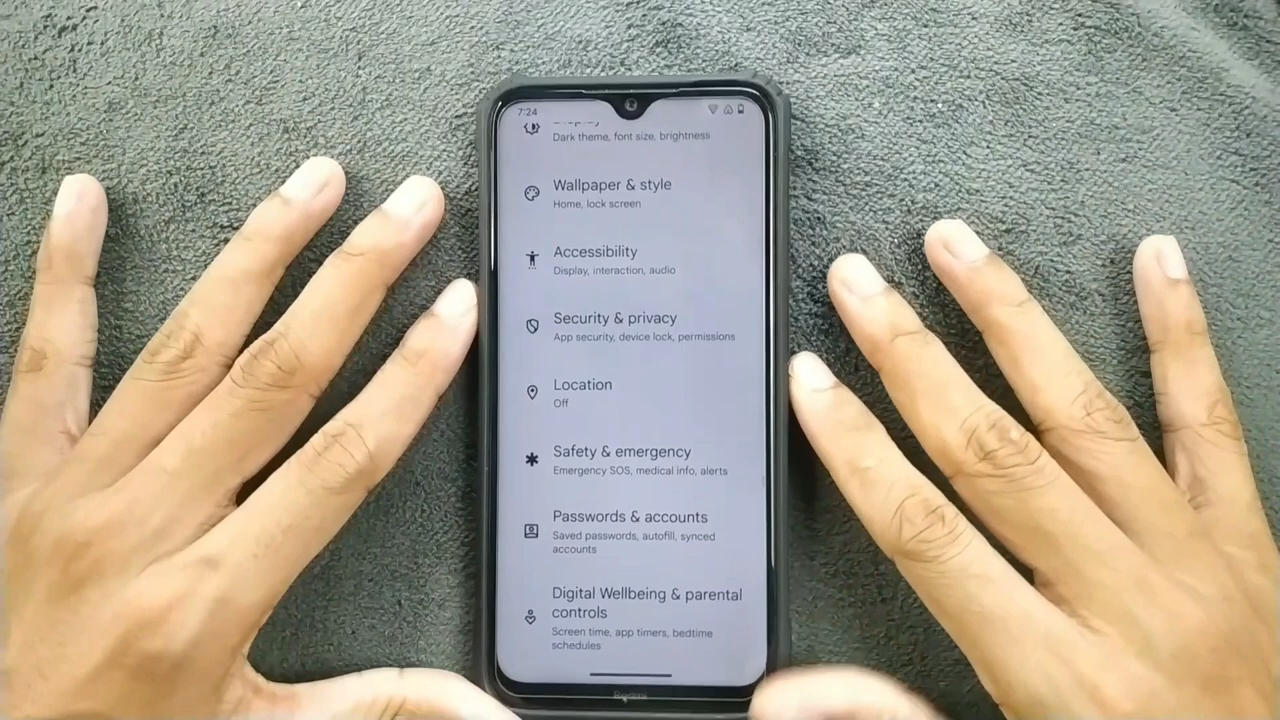 7:24
Display
Dark theme, font size, brightness
Wallpaper & style
Home, lock screen
Accessibility
Display, interaction, audio
Security & privacy
App security, device lock, permissions
Location
Off
Safety & emergency
Emergency SOS, medical info, alerts
Passwords & accounts
Saved passwords, autofill, synced
accounts
Digital Wellbeing & parental
controls
Screen time, app timers, bedtime
schedules
Redmi